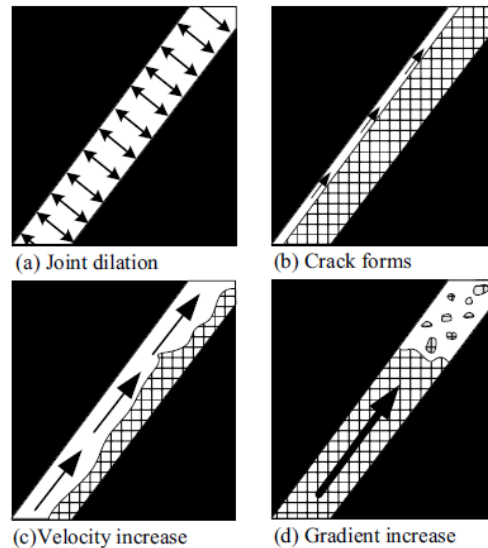 (a) Joint dilation
(b) Crack forms
(c)Velocity increase
(d) Gradient increase